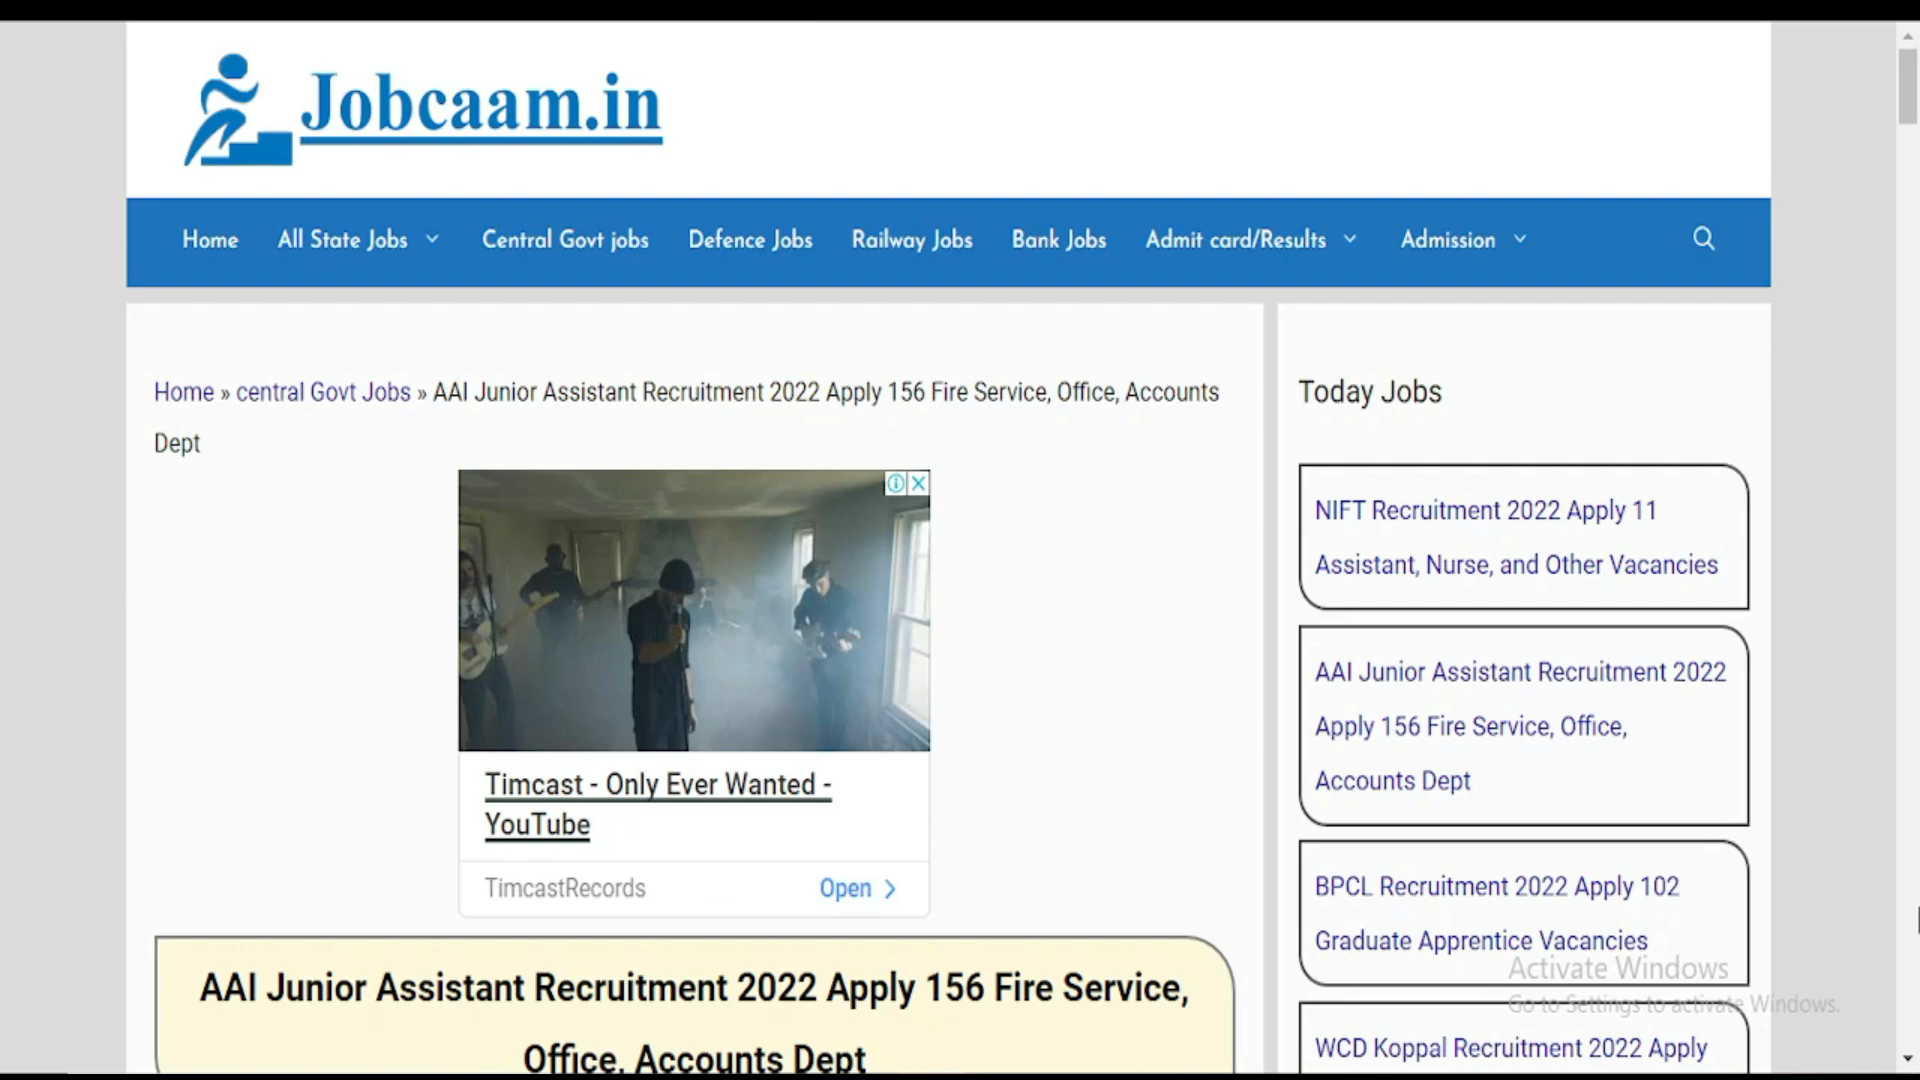 Jobcaam.in
Home All State Jobs Central Govt jobs Defence Jobs Railway Jobs Bank Jobs Admit card/Results Admission
Home » central Govt Jobs » AAI Junior Assistant Recruitment 2022 Apply 156 Fire Service, Office, Accounts
Dept
Timcast - Only Ever Wanted -
YouTube
TimcastRecords Open
AAI Junior Assistant Recruitment 2022 Apply 156 Fire Service,
Office, Accounts Dept
Today Jobs
NIFT Recruitment 2022 Apply 11
Assistant, Nurse, and Other Vacancies
AAI Junior Assistant Recruitment 2022
Apply 156 Fire Service, Office,
Accounts Dept
BPCL Recruitment 2022 Apply 102
Graduate Apprentice Vacancies
WCD Koppal Recruitment 2022 Apply
Activate Windows
Go to Settings to activate Windows.